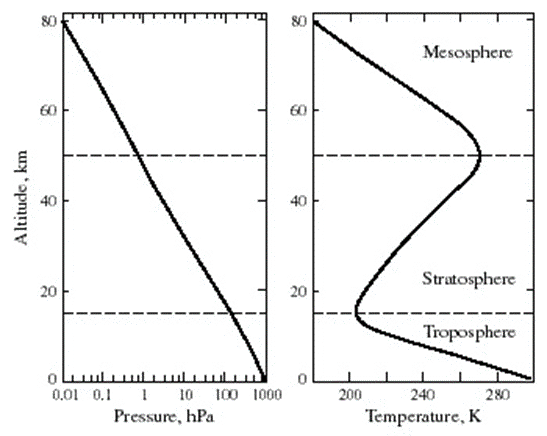 80
60
40
20
0
Altitude, km
0.01 0.1 1 10 100 1000
Pressure, hPa
80
60
40
20
0
Mesosphere
Stratosphere
Troposphere
200 240 280
Temperature, K